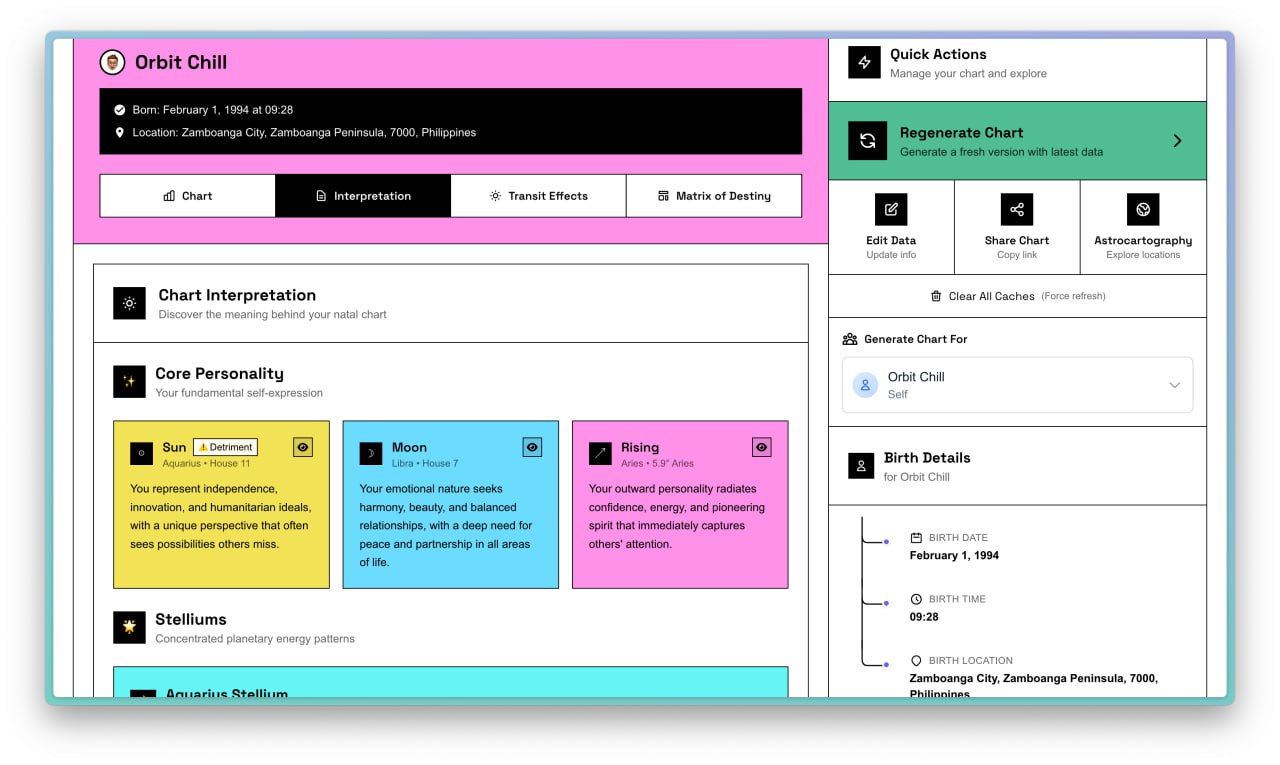 Orbit Chill
Born: February 1, 1994 at 09:28
Location: Zamboanga City, Zamboanga Peninsula, 7000, Philippines
Chart
Interpretation
Transit Effects
Matrix of Destiny
Chart Interpretation
Discover the meaning behind your natal chart
Core Personality
Your fundamental self-expression
Sun
Detriment
Aquarius • House 11
You represent independence,
innovation, and humanitarian ideals,
with a unique perspective that often
sees possibilities others miss.
Moon
Libra • House 7
Your emotional nature seeks
harmony, beauty, and balanced
relationships, with a deep need for
peace and partnership in all areas
of life.
Rising
Aries • 5.9° Aries
Your outward personality radiates
confidence, energy, and pioneering
spirit that immediately captures
others' attention.
Stelliums
Concentrated planetary energy patterns
Aquarius Stellium
Quick Actions
Manage your chart and explore
Regenerate Chart
Generate a fresh version with latest data
Edit Data
Update info
Share Chart
Copy link
Astrocartography
Explore locations
Clear All Caches (Force refresh)
Generate Chart For
Orbit Chill
Self
Birth Details
for Orbit Chill
BIRTH DATE
February 1, 1994
BIRTH TIME
09:28
BIRTH LOCATION
Zamboanga City, Zamboanga Peninsula, 7000,
Philippines